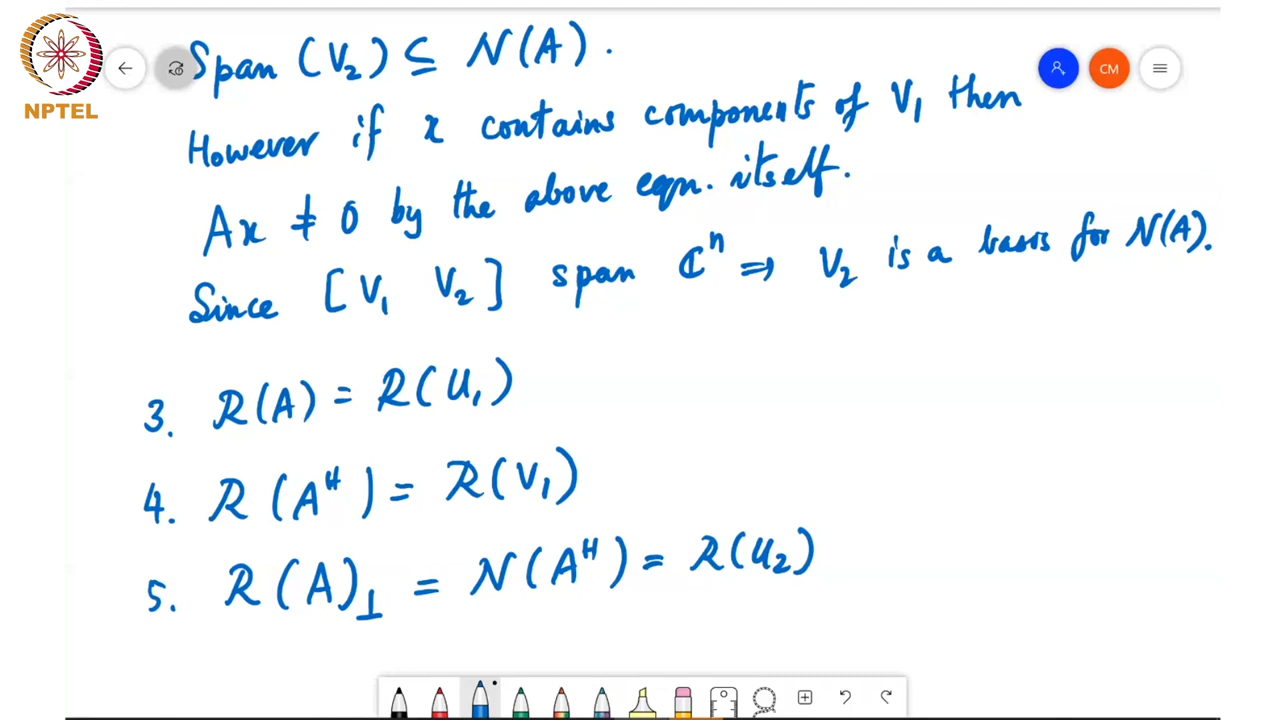 Span (V₂) ⊆ N(A).
NPTEL
CM
However if x contains components of V₁ then
Ax ≠ 0 by the above eqn. itself.
Since [V₁ V₂] span ℂⁿ ⇒ V₂ is a basis for N(A).
3. R(A) = R(U₁)
4. R(Aᴴ) = R(V₁)
5. R(A)⊥ = N(Aᴴ) = R(U₂)